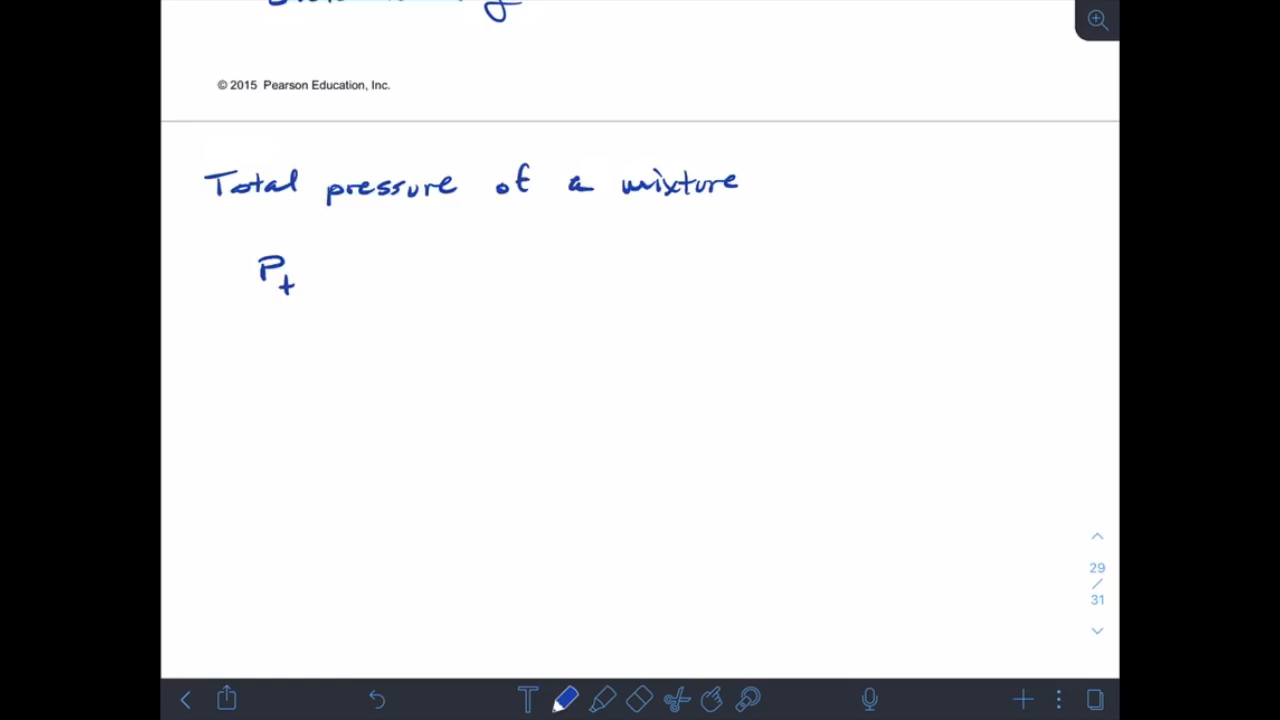 © 2015 Pearson Education, Inc.
Total pressure of a mixture
Pt
29
/
31